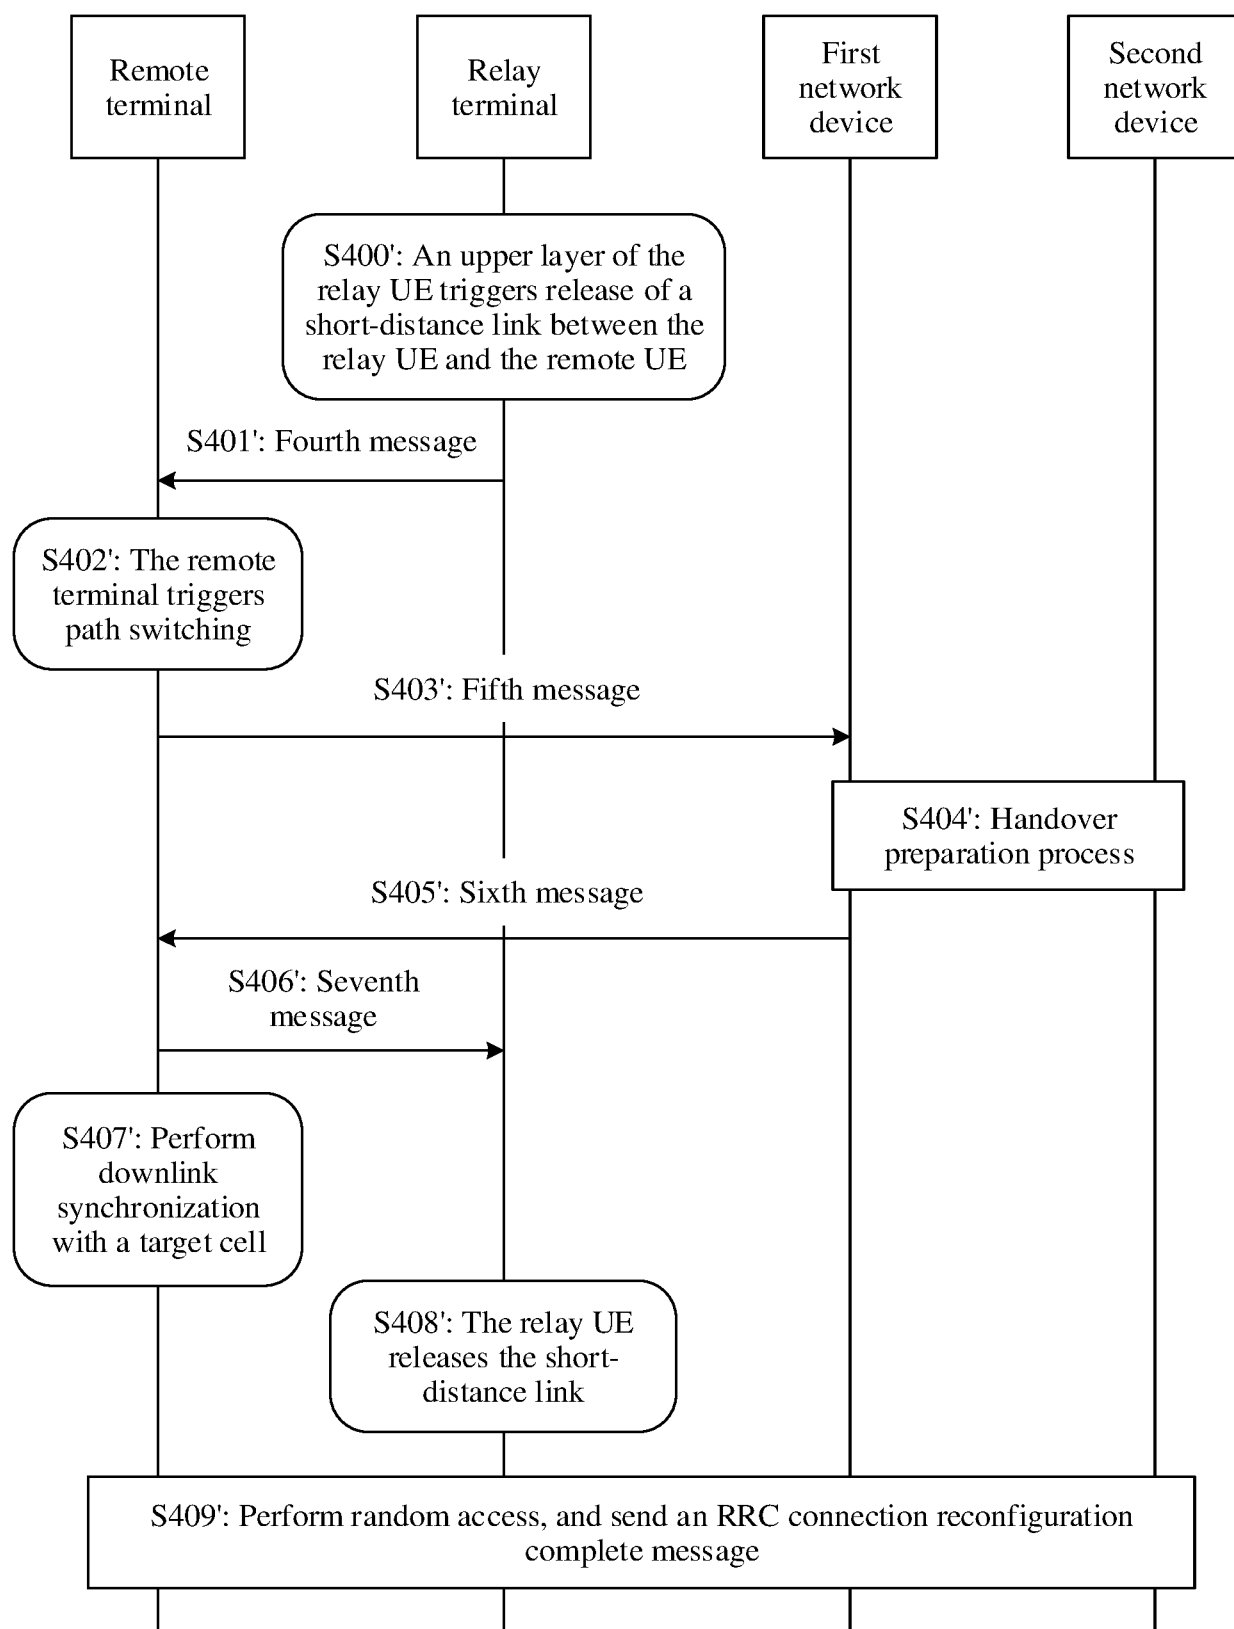 Remote
terminal
Relay
terminal
First
network
device
Second
network
device
S400': An upper layer of the
relay UE triggers release of a
short-distance link between the
relay UE and the remote UE
S401': Fourth message
S402': The remote
terminal triggers
path switching
S403': Fifth message
S404': Handover
preparation process
S405': Sixth message
S406': Seventh
message
S407': Perform
downlink
synchronization
with a target cell
S408': The relay UE
releases the short-
distance link
S409': Perform random access, and send an RRC connection reconfiguration
complete message